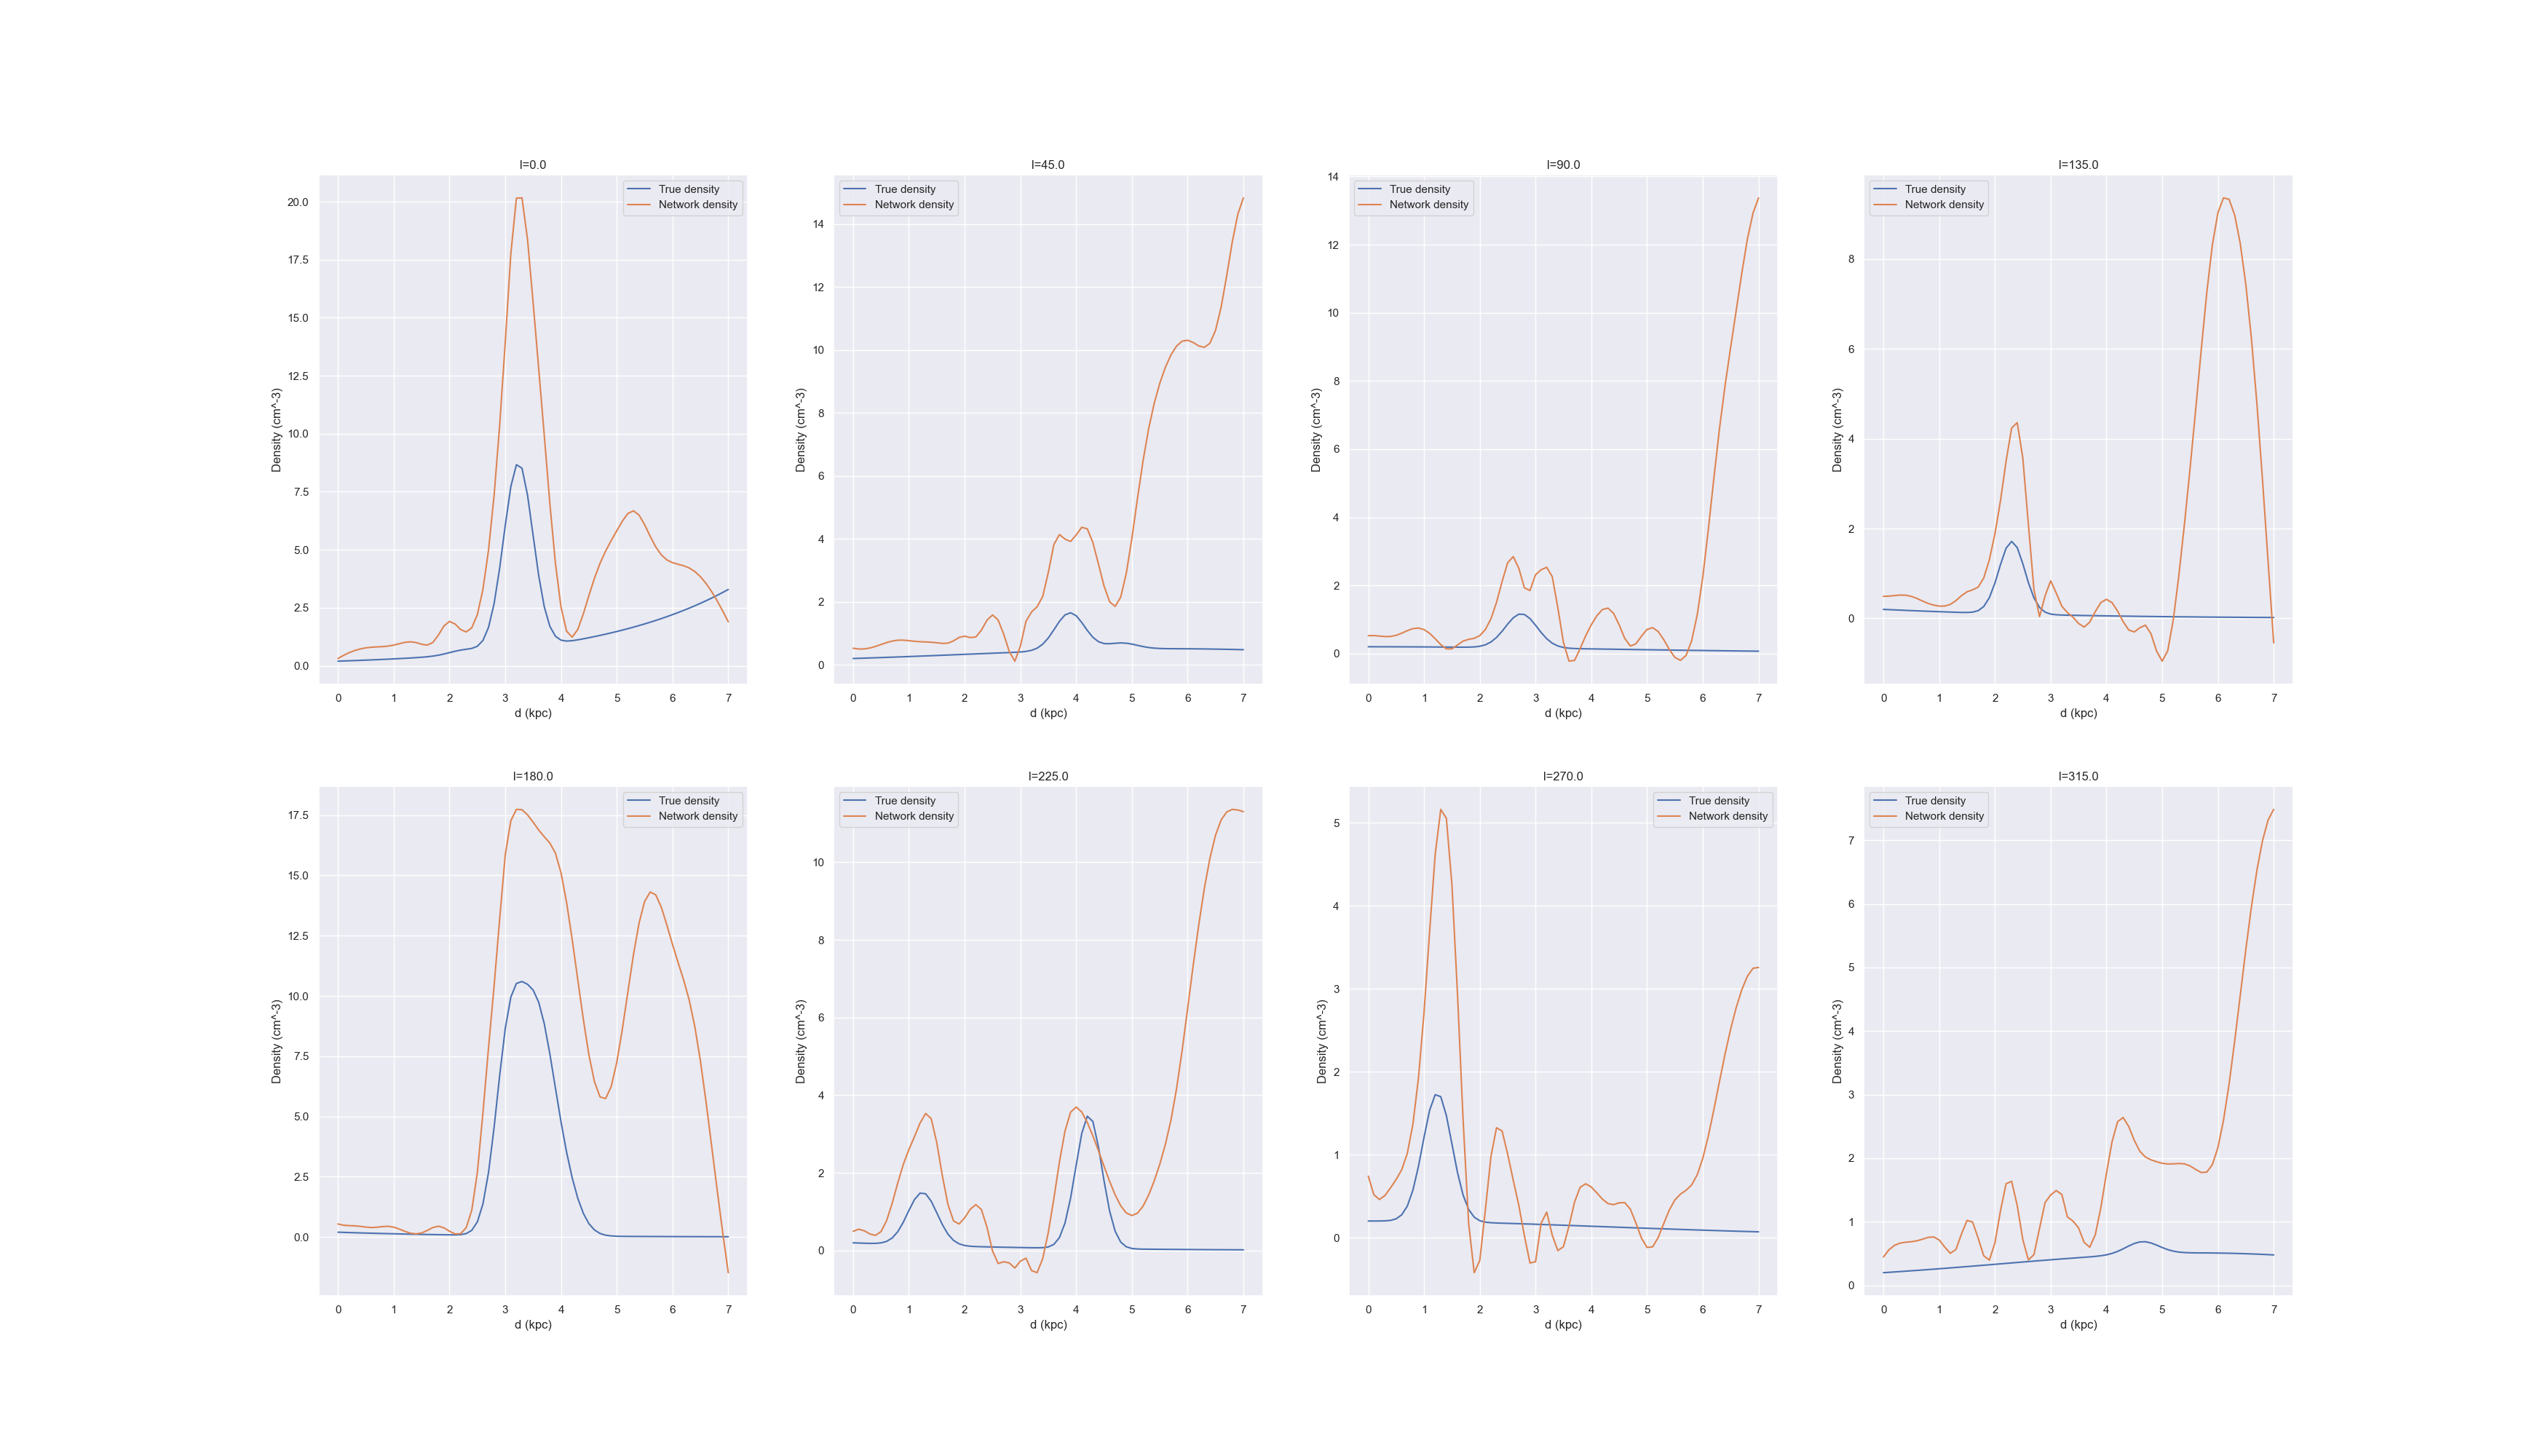 l=0.0
True density
Network density
Density (cm^-3)
20.0
17.5
15.0
12.5
10.0
7.5
5.0
2.5
0.0
0 1 2 3 4 5 6 7
d (kpc)
l=45.0
True density
Network density
Density (cm^-3)
14
12
10
8
6
4
2
0
0 1 2 3 4 5 6 7
d (kpc)
l=90.0
True density
Network density
Density (cm^-3)
14
12
10
8
6
4
2
0
0 1 2 3 4 5 6 7
d (kpc)
l=135.0
True density
Network density
Density (cm^-3)
8
6
4
2
0
0 1 2 3 4 5 6 7
d (kpc)
l=180.0
True density
Network density
Density (cm^-3)
17.5
15.0
12.5
10.0
7.5
5.0
2.5
0.0
0 1 2 3 4 5 6 7
d (kpc)
l=225.0
True density
Network density
Density (cm^-3)
10
8
6
4
2
0
0 1 2 3 4 5 6 7
d (kpc)
l=270.0
True density
Network density
Density (cm^-3)
5
4
3
2
1
0
0 1 2 3 4 5 6 7
d (kpc)
l=315.0
True density
Network density
Density (cm^-3)
7
6
5
4
3
2
1
0
0 1 2 3 4 5 6 7
d (kpc)